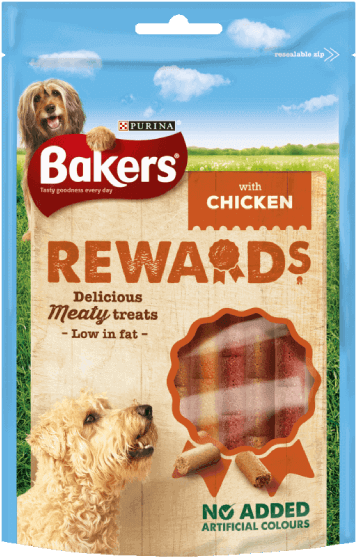 resealable zip
PURINA
Bakers®
Tasty goodness every day
with
CHICKEN
REWARDS
Delicious
Meaty treats
- Low in fat -
NO ADDED
ARTIFICIAL COLOURS